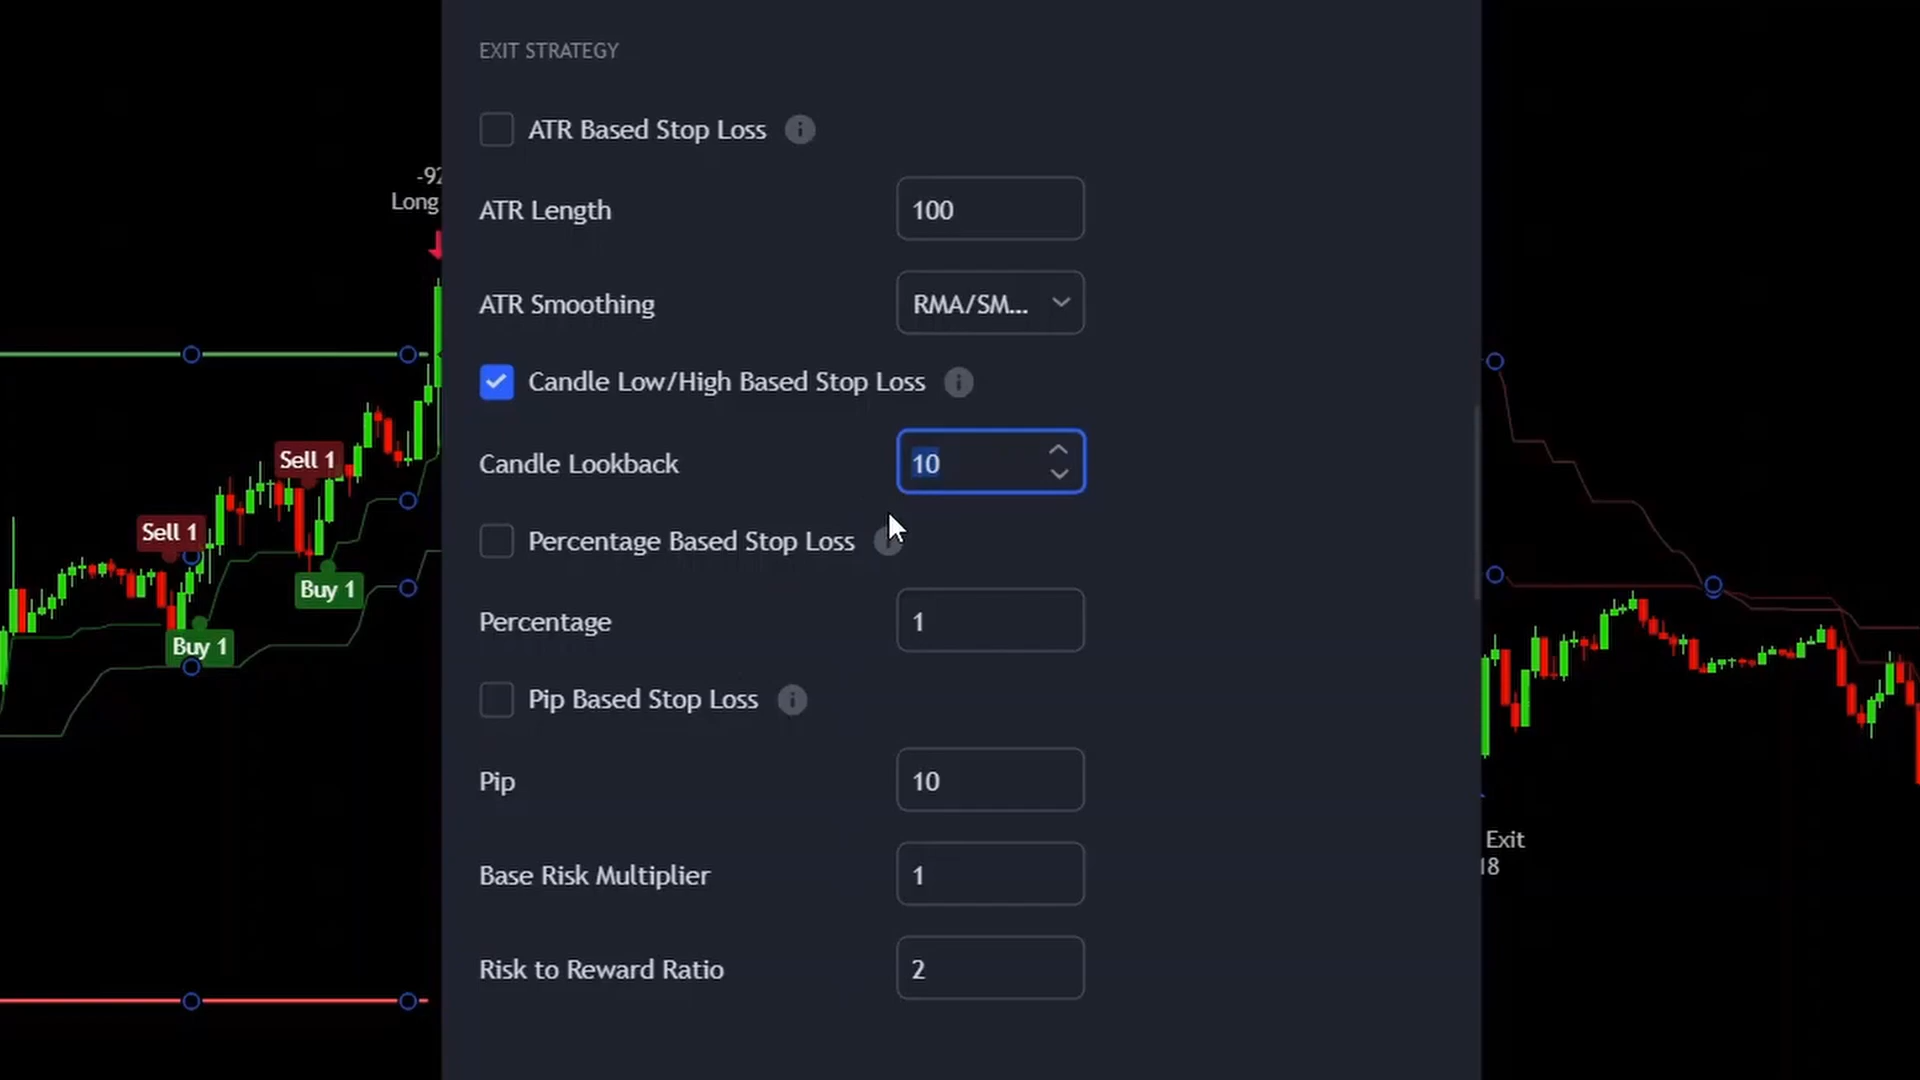 EXIT STRATEGY
ATR Based Stop Loss
ATR Length
100
ATR Smoothing
RMA/SM...
Candle Low/High Based Stop Loss
Candle Lookback
10
Percentage Based Stop Loss
Percentage
1
Pip Based Stop Loss
Pip
10
Base Risk Multiplier
1
Risk to Reward Ratio
2
-92
Long
Sell 1
Sell 1
Buy 1
Buy 1
Exit
18